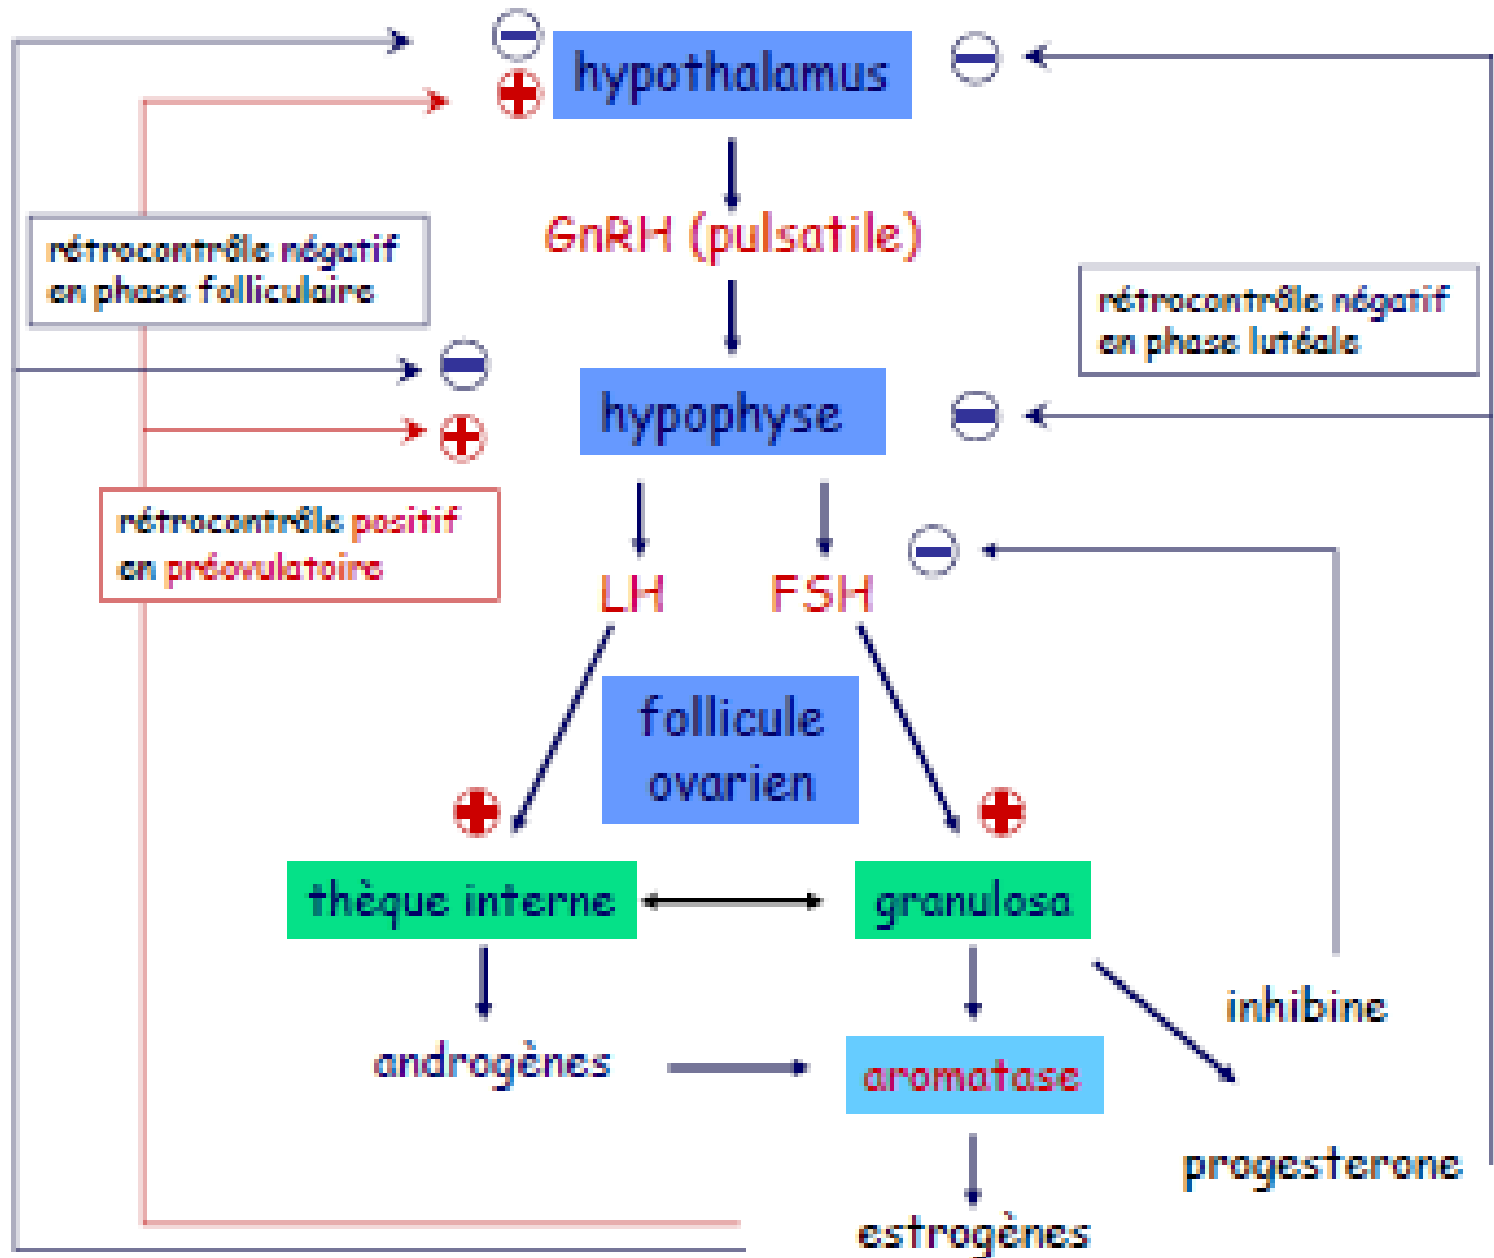 hypothalamus
GnRH (pulsatile)
rétrocontrôle négatif
en phase folliculaire
rétrocontrôle négatif
en phase lutéale
hypophyse
rétrocontrôle positif
en préovulatoire
LH
FSH
follicule
ovarien
thèque interne
granulosa
inhibine
androgènes
aromatase
progesterone
estrogènes